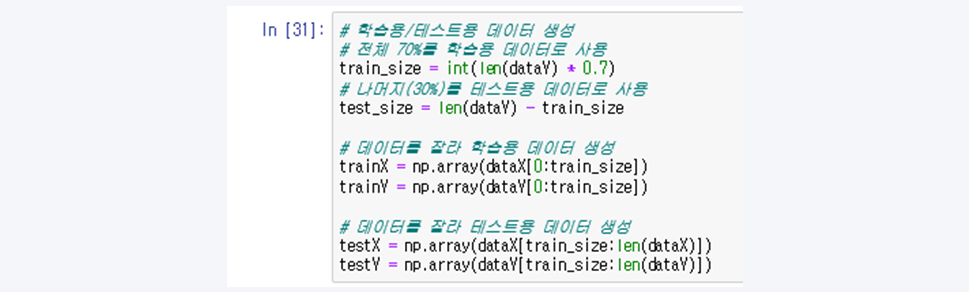 In [31]: # 학습용/테스트용 데이터 생성
# 전체 70%를 학습용 데이터로 사용
train_size = int(len(dataY) * 0.7)
# 나머지(30%)를 테스트용 데이터로 사용
test_size = len(dataY) - train_size
# 데이터를 잘라 학습용 데이터 생성
trainX = np.array(dataX[0:train_size])
trainY = np.array(dataY[0:train_size])
# 데이터를 잘라 테스트용 데이터 생성
testX = np.array(dataX[train_size:len(dataX)])
testY = np.array(dataY[train_size:len(dataY)])